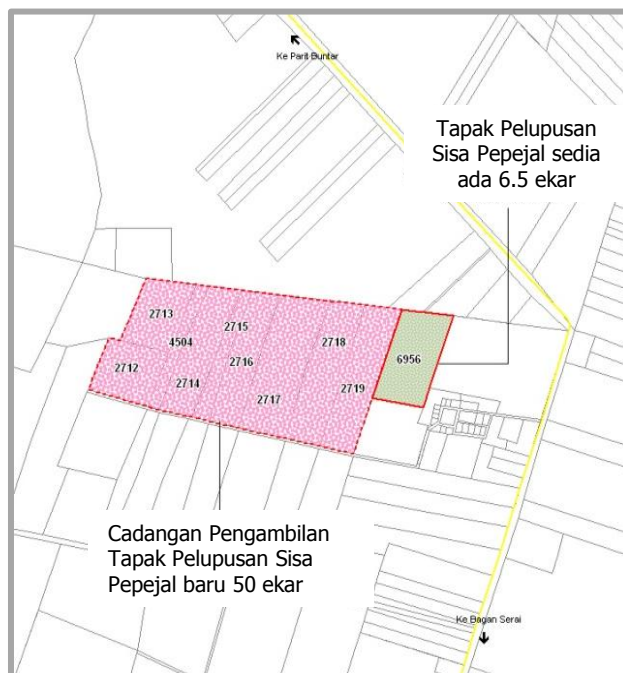 Ke Parit Buntar
Tapak Pelupusan
Sisa Pepejal sedia
ada 6.5 ekar
2713
2715
4504
2718
2716
6956
2712
2714
2719
2717
Cadangan Pengambilan
Tapak Pelupusan Sisa
Pepejal baru 50 ekar
Ke Bagan Serai